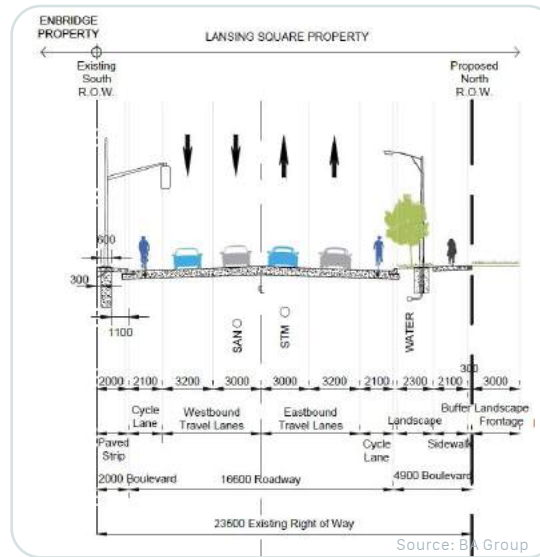 ENBRIDGE
PROPERTY
LANSING SQUARE PROPERTY
Existing
South
R.O.W.
Proposed
North
R.O.W.
600
300
1100
SAN
STM
WATER
300
2000 2100 3200 3000 3000 3200 2100 2300 2100 3000
Cycle
Lane
Westbound
Travel Lanes
Eastbound
Travel Lanes
Landscape
Buffer Landscape
Frontage
Paved
Strip
Cycle
Lane
Sidewalk
2000 Boulevard
16600 Roadway
4900 Boulevard
23500 Existing Right of Way
Source: BA Group